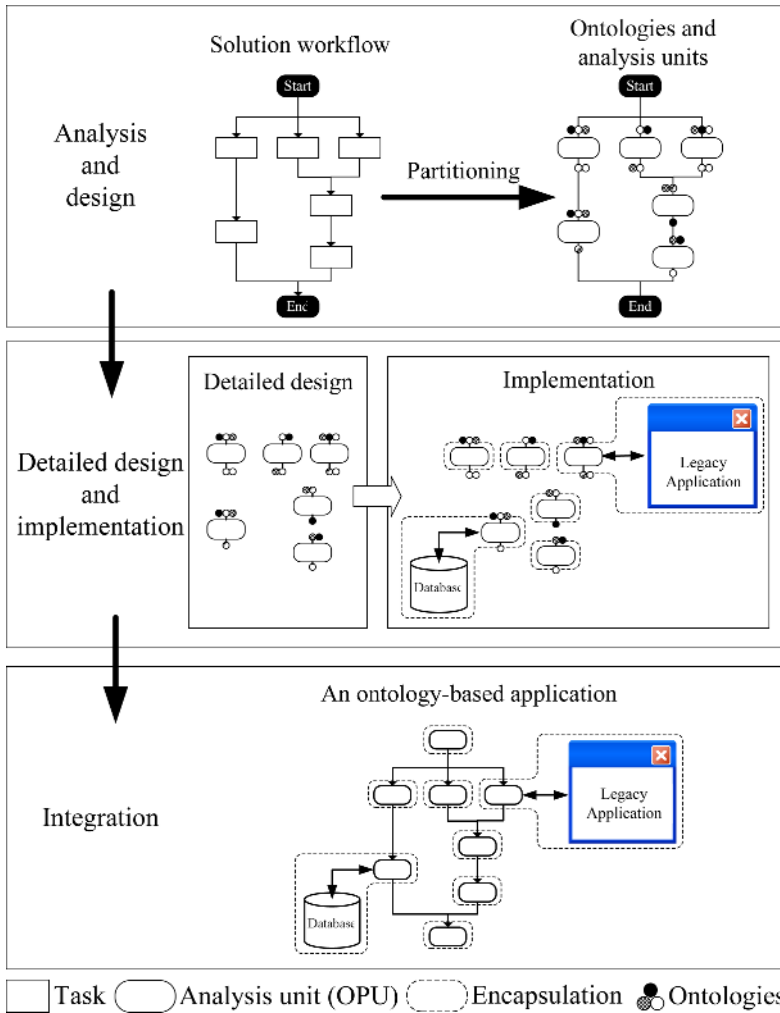 Solution workflow
Ontologies and
analysis units
Start
Start
Analysis
and
design
Partitioning
End
End
Detailed design
Implementation
Detailed design
and
implementation
Legacy
Application
Database
An ontology-based application
Integration
Legacy
Application
Database
Task
Analysis unit (OPU)
Encapsulation
Ontologies